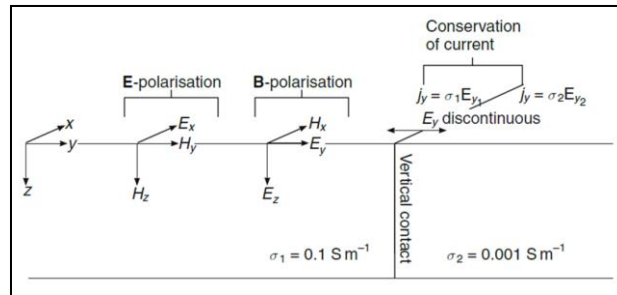 Conservation
of current
E-polarisation
B-polarisation
jy = σ1Ey1
jy = σ2Ey2
Ey discontinuous
x
y
z
Ex
Hy
Hz
Hx
Ey
Ez
Vertical contact
σ1 = 0.1 S m−1
σ2 = 0.001 S m−1